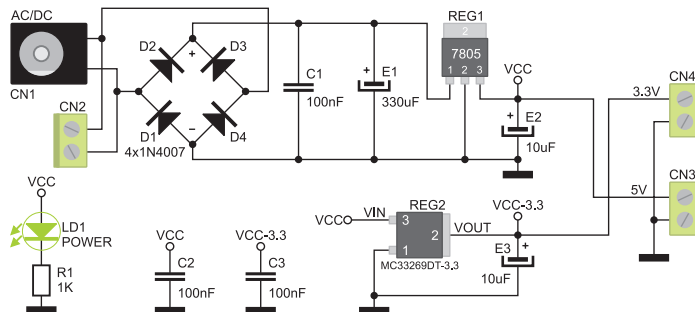 AC/DC
CN1
CN2
D2
D3
D1
D4
4x1N4007
+
−
C1
100nF
+
E1
330uF
REG1
2
7805
1 2 3
VCC
+
E2
10uF
3.3V
CN4
5V
CN3
VCC
LD1
POWER
R1
1K
VCC
C2
100nF
VCC-3.3
C3
100nF
VCC
VIN
REG2
3
2
1
MC33269DT-3.3
VOUT
VCC-3.3
+
E3
10uF